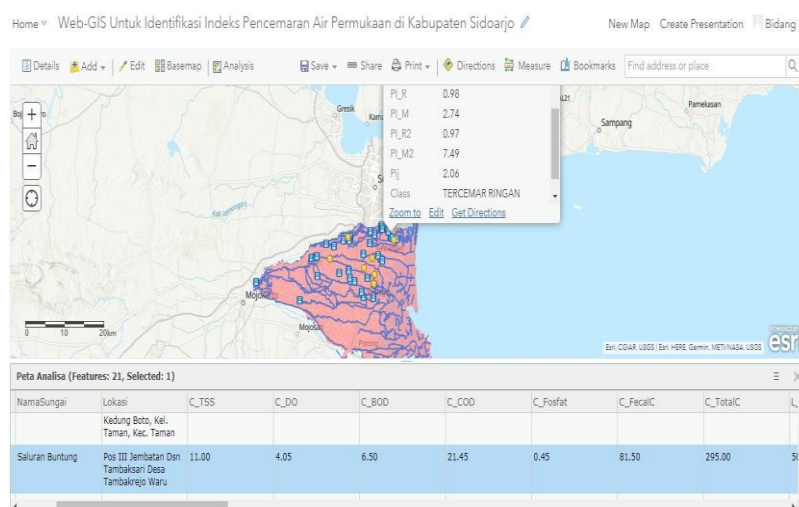 Home Web-GIS Untuk Identifikasi Indeks Pencemaran Air Permukaan di Kabupaten Sidoarjo New Map Create Presentation Bidang
Details Add Edit Basemap Analysis Save Share Print Directions Measure Bookmarks Find address or place
PI_R 0.98
PI_M 2.74
PI_R2 0.97
PI_M2 7.49
Pij 2.06
Class TERCEMAR RINGAN
Zoom to Edit Get Directions
Gresik
Pamekasan
Sampang
Porong
0 10 20km
Esri, CGIAR, USGS | Esri, HERE, Garmin, METI/NASA, USGS
esri
Peta Analisa (Features: 21, Selected: 1)
NamaSungai Lokasi C_TSS C_DO C_BOD C_COD C_Fosfat C_FecalC C_TotalC
Kedung Boto, Kel.
Taman, Kec. Taman
Saluran Buntung Pos III Jembatan Dsn 11.00 4.05 6.50 21.45 0.45 81.50 295.00
Tambaksari Desa
Tambakrejo Waru